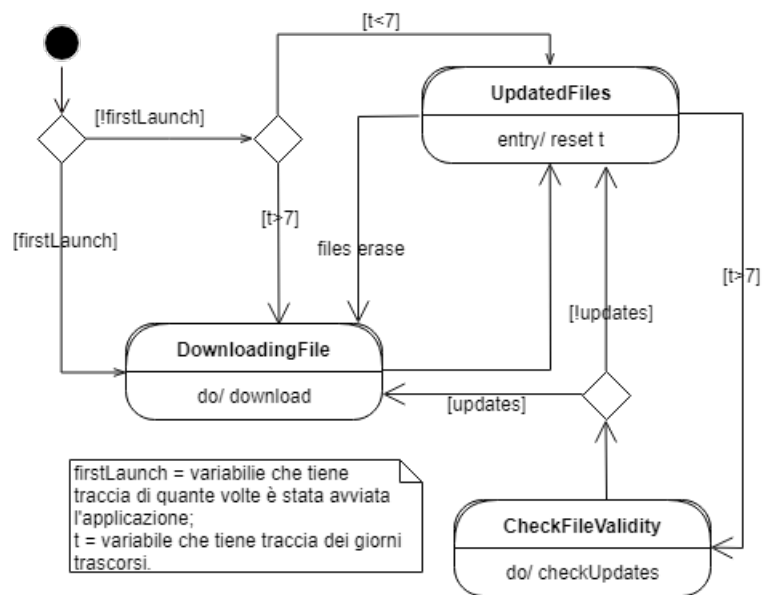 [t<7]
UpdatedFiles
entry/ reset t
[!firstLaunch]
[t>7]
[firstLaunch]
files erase
[t>7]
[!updates]
DownloadingFile
do/ download
[updates]
firstLaunch = variabilie che tiene
traccia di quante volte è stata avviata
l'applicazione;
t = variabile che tiene traccia dei giorni
trascorsi.
CheckFileValidity
do/ checkUpdates